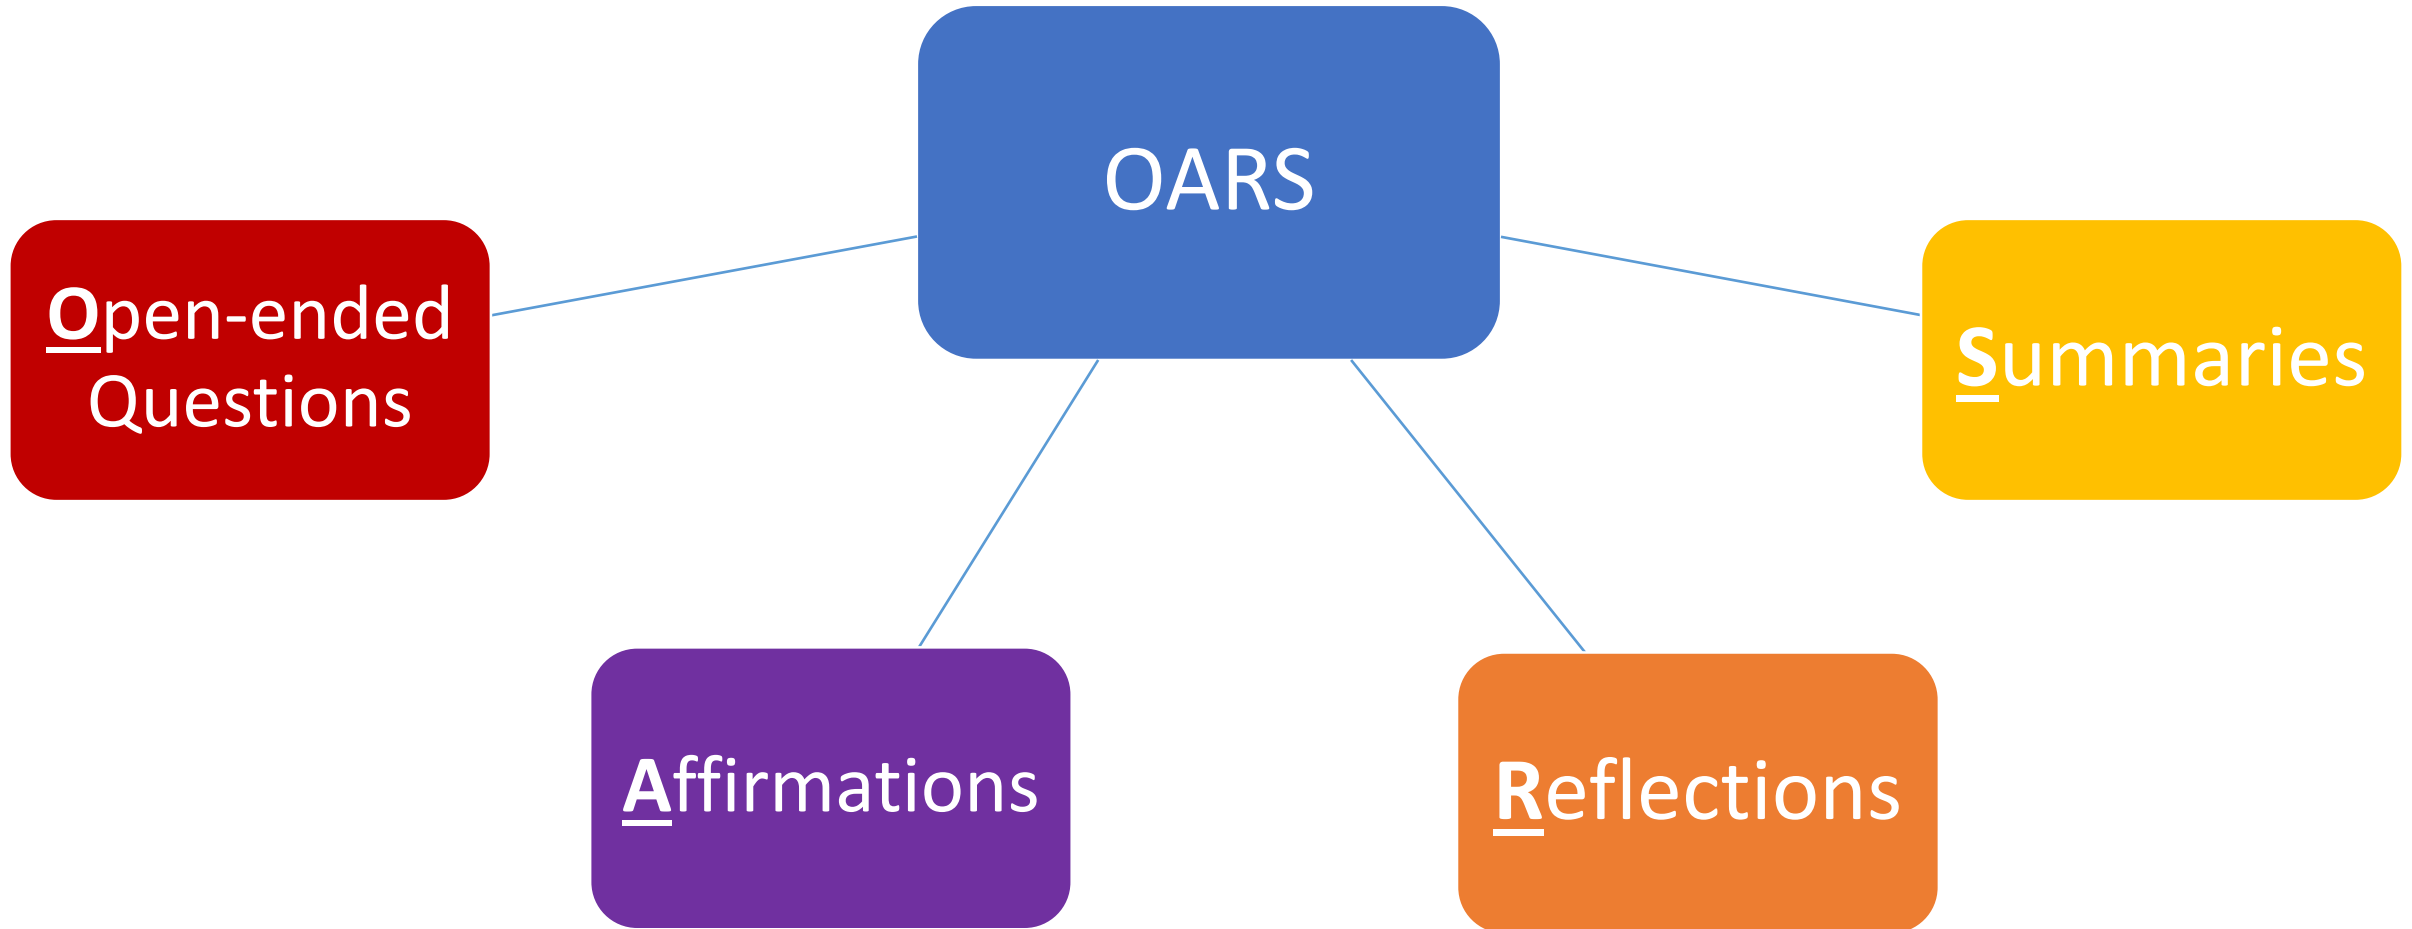 OARS
Open-ended
Questions
Affirmations
Reflections
Summaries